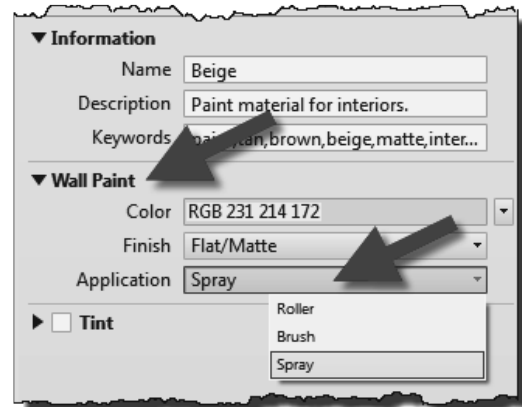 Information
Name Beige
Description Paint material for interiors.
Keywords tan,brown,beige,matte,inter...
Wall Paint
Color RGB 231 214 172
Finish Flat/Matte
Application Spray
Roller
Tint
Brush
Spray